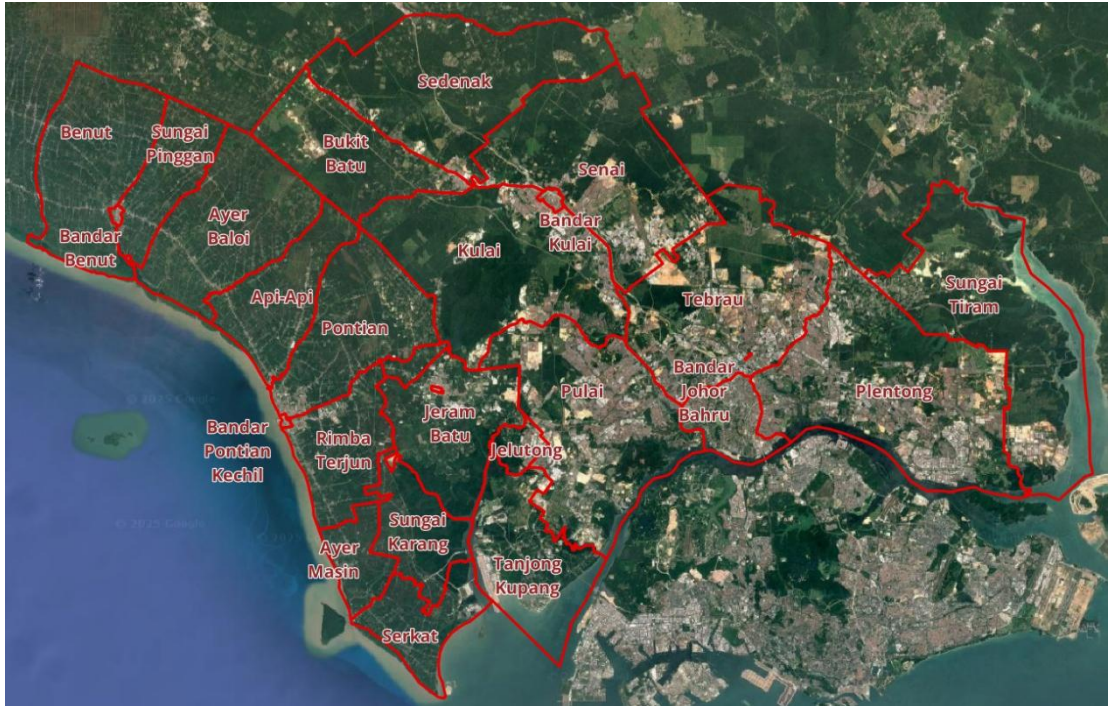 Sedenak
Benut
Sungai
Pinggan
Bukit
Batu
Senai
Ayer
Baloi
Bandar
Benut
Kulai
Bandar
Kulai
Api-Api
Pontian
Tebrau
Sungai
Tiram
Pulai
Bandar
Johor
Bahru
Plentong
Jeram
Batu
Bandar
Pontian
Kechil
Rimba
Terjun
Jelutong
Sungai
Karang
Ayer
Masin
Tanjong
Kupang
Serkat